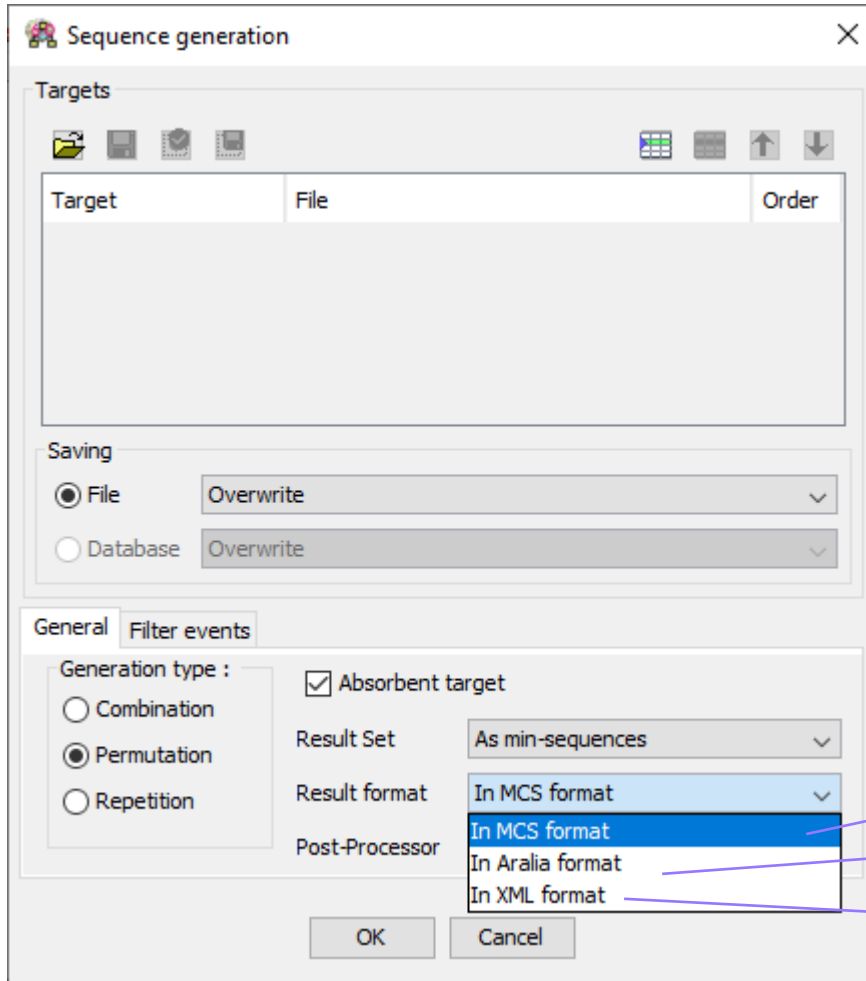 Sequence generation
Targets
Target File Order
Saving
File Overwrite
Database Overwrite
General Filter events
Generation type :
Absorbent target
Combination
Result Set As min-sequences
Permutation
Result format In MCS format
Repetition
In MCS format
Post-Processor
In Aralia format
In XML format
OK Cancel